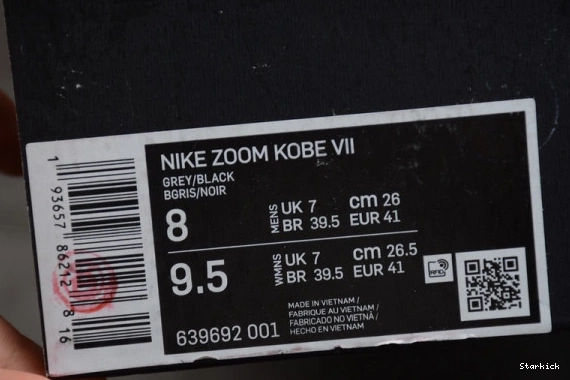 NIKE ZOOM KOBE VII
GREY/BLACK
BGRIS/NOIR
8
MENS
UK 7 cm 26
BR 39.5 EUR 41
9.5
WMNS
UK 7 cm 26.5
BR 39.5 EUR 41
RFID
MADE IN VIETNAM /
FABRIQUE AU VIETNAM /
FABRICADO NO VIETNÃ /
HECHO EN VIETNAM
639692 001
1 93657 86212 8 16
Starkick